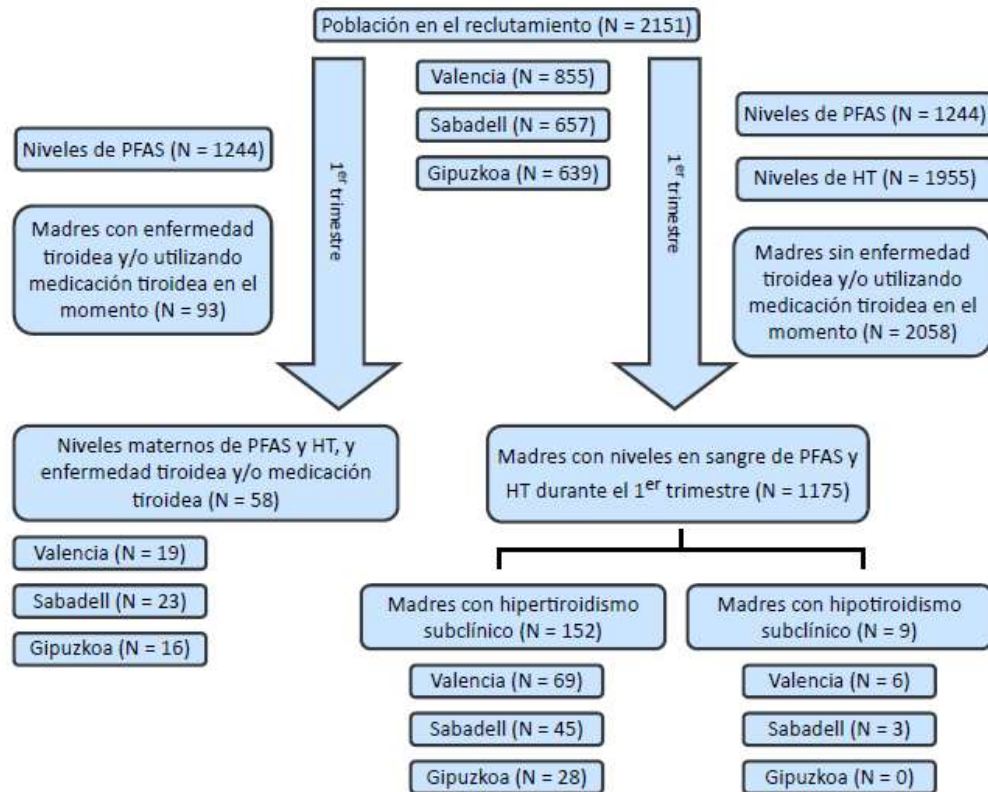 Población en el reclutamiento (N = 2151)
Valencia (N = 855)
Sabadell (N = 657)
Gipuzkoa (N = 639)
1er trimestre
1er trimestre
Niveles de PFAS (N = 1244)
Madres con enfermedad
tiroidea y/o utilizando
medicación tiroidea en el
momento (N = 93)
Niveles de PFAS (N = 1244)
Niveles de HT (N = 1955)
Madres sin enfermedad
tiroidea y/o utilizando
medicación tiroidea en el
momento (N = 2058)
Niveles maternos de PFAS y HT, y
enfermedad tiroidea y/o medicación
tiroidea (N = 58)
Valencia (N = 19)
Sabadell (N = 23)
Gipuzkoa (N = 16)
Madres con niveles en sangre de PFAS y
HT durante el 1er trimestre (N = 1175)
Madres con hipertiroidismo
subclínico (N = 152)
Valencia (N = 69)
Sabadell (N = 45)
Gipuzkoa (N = 28)
Madres con hipotiroidismo
subclínico (N = 9)
Valencia (N = 6)
Sabadell (N = 3)
Gipuzkoa (N = 0)